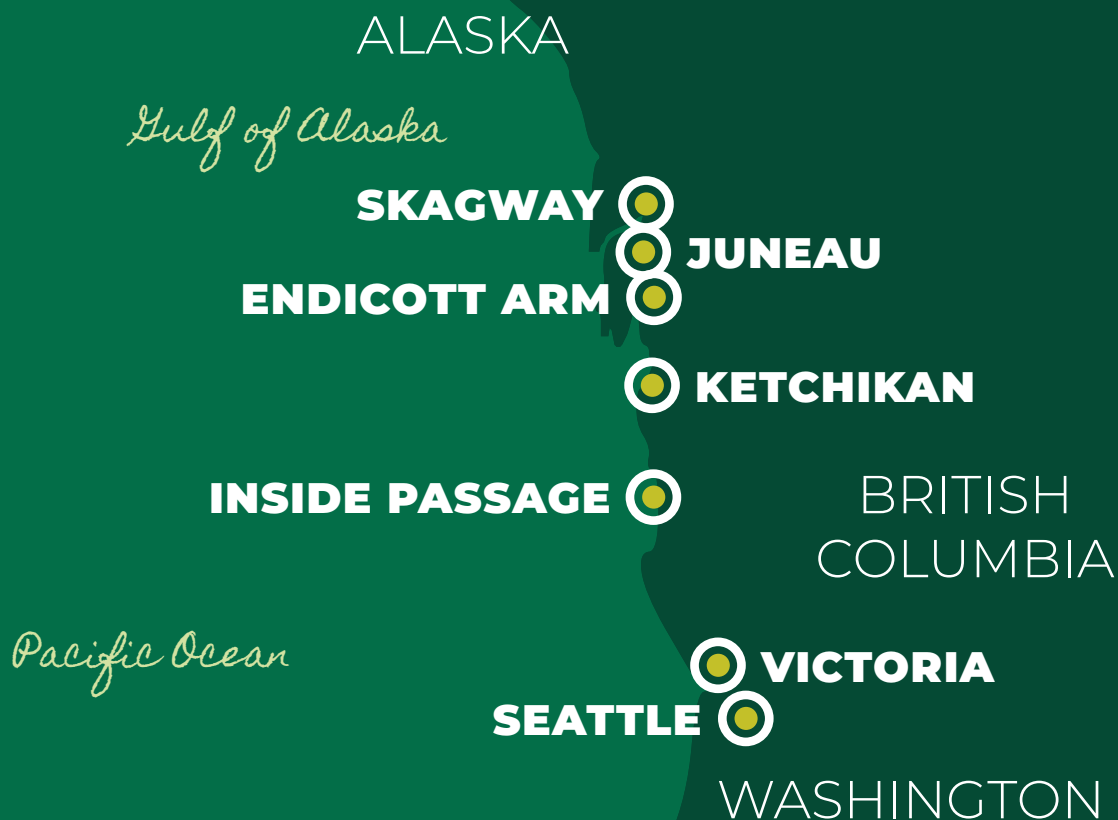 ALASKA
Gulf of Alaska
SKAGWAY
JUNEAU
ENDICOTT ARM
KETCHIKAN
INSIDE PASSAGE
BRITISH
COLUMBIA
Pacific Ocean
VICTORIA
SEATTLE
WASHINGTON